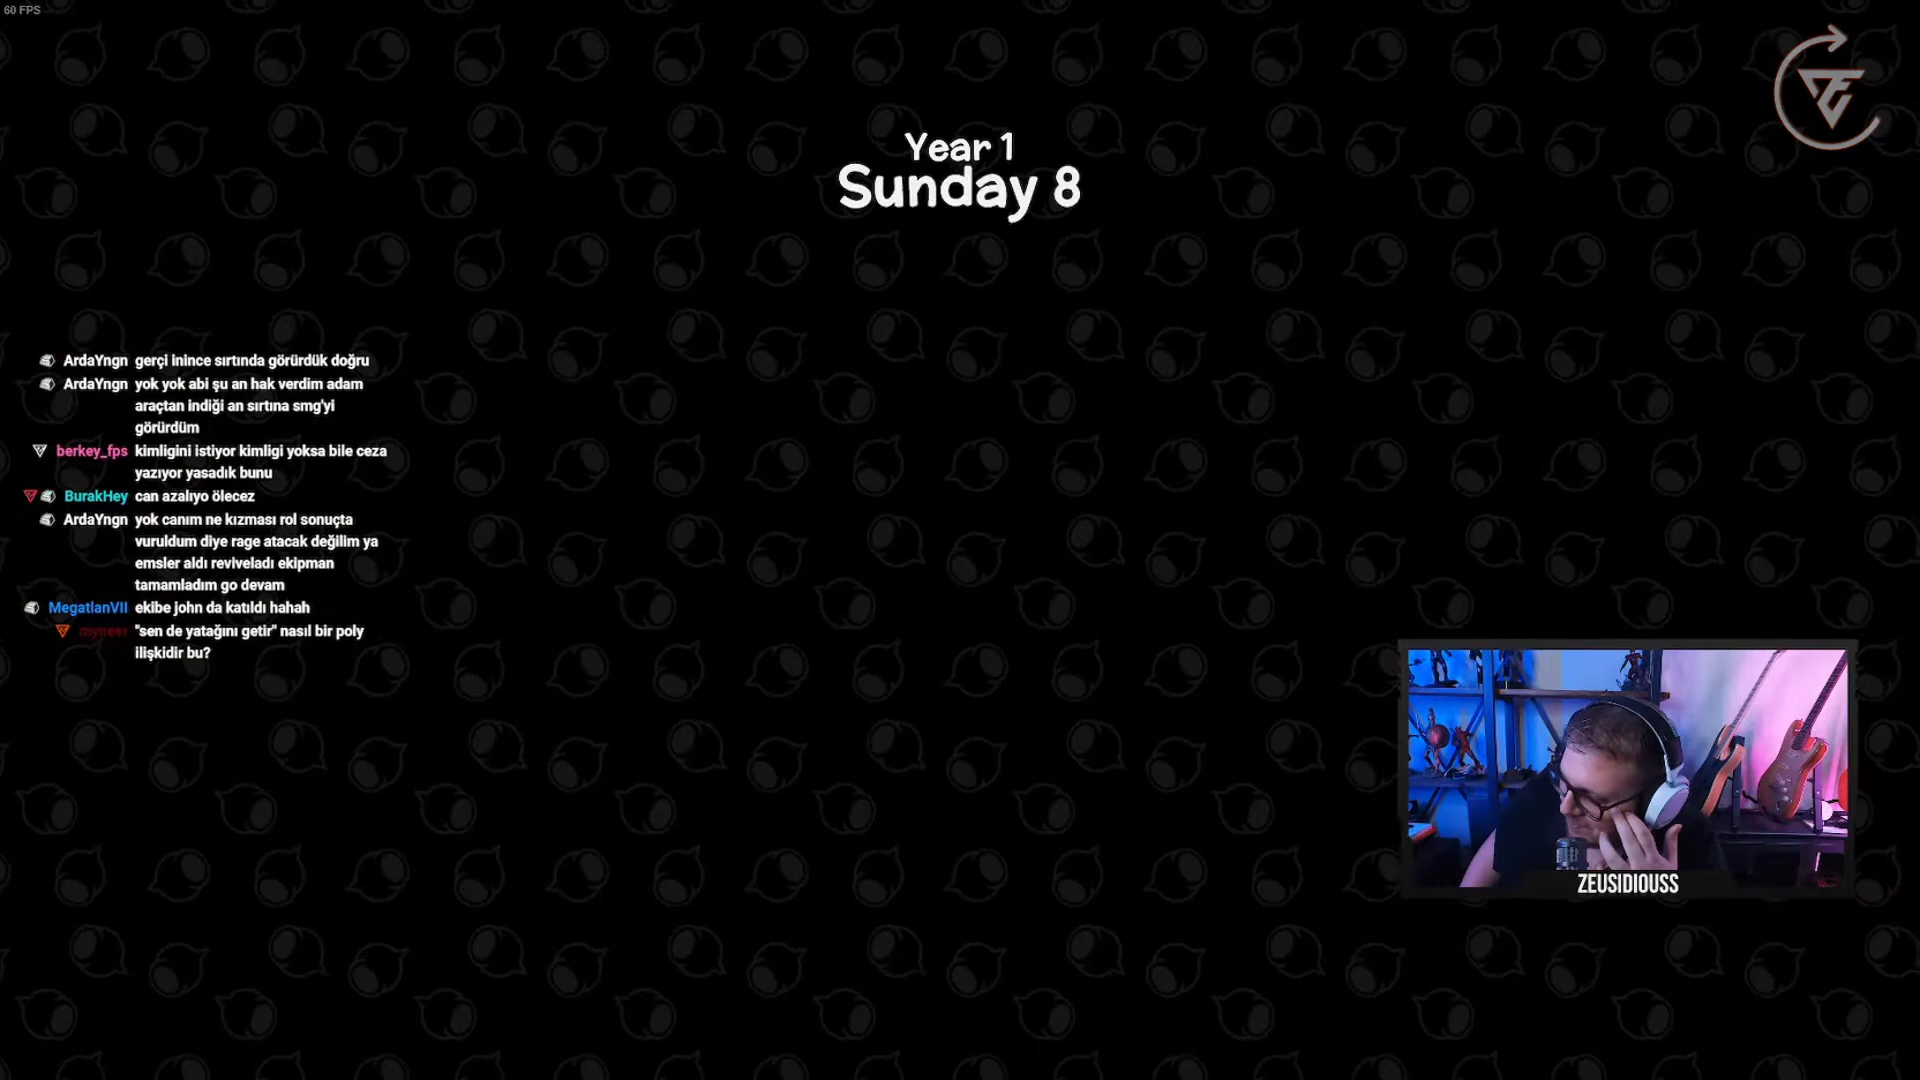 60 FPS
Year 1
Sunday 8
ArdaYngn gerçi inince sırtında görürdük doğru
ArdaYngn yok yok abi şu an hak verdim adam
araçtan indiği an sırtına smg'yi
görürdüm
berkey_fps kimligini istiyor kimligi yoksa bile ceza
yazıyor yasadık bunu
BurakHey can azalıyo ölecez
ArdaYngn yok canım ne kızması rol sonuçta
vuruldum diye rage atacak değilim ya
emsler aldı reviveladı ekipman
tamamladım go devam
MegatlanVII ekibe john da katıldı hahah
myneer "sen de yatağını getir" nasıl bir poly
ilişkidir bu?
ZEUSIDIOUSS